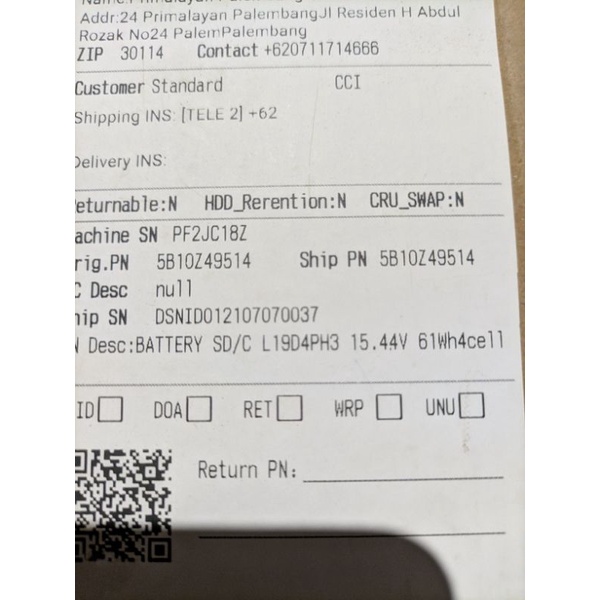 Addr:24 Primalayan PalembangJl Residen H Abdul
Rozak No24 PalemPalembang
ZIP 30114 Contact +620711714666
Customer Standard CCI
Shipping INS: [TELE 2] +62
Delivery INS:
eturnable:N HDD_Rerention:N CRU_SWAP:N
achine SN PF2JC18Z
rig.PN 5B10Z49514 Ship PN 5B10Z49514
C Desc null
hip SN DSNID012107070037
N Desc:BATTERY SD/C L19D4PH3 15.44V 61Wh4cell
ID DOA RET WRP UNU
Return PN: